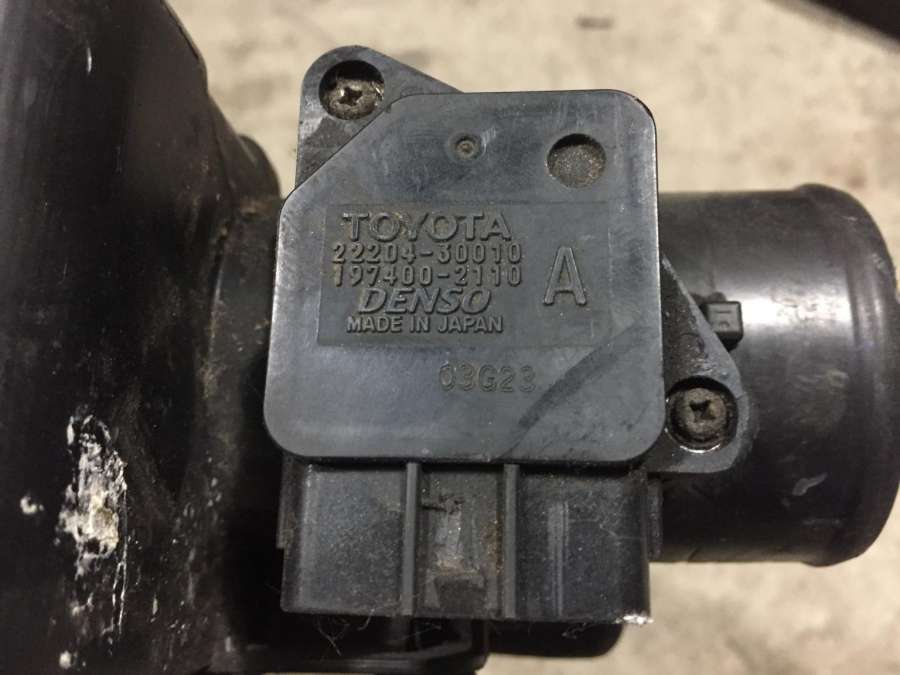 TOYOTA
22204-30010
197400-2110
A
DENSO
MADE IN JAPAN
03G23